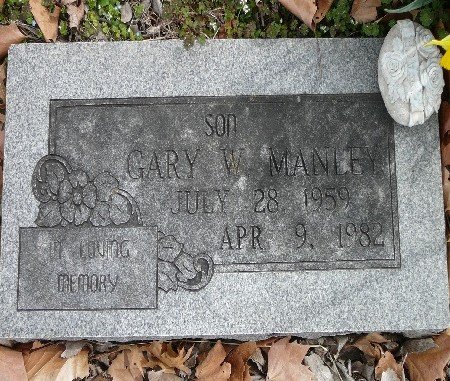 SON
GARY W. MANLEY
JULY 28 1959
APR 9, 1982
IN LOVING
MEMORY